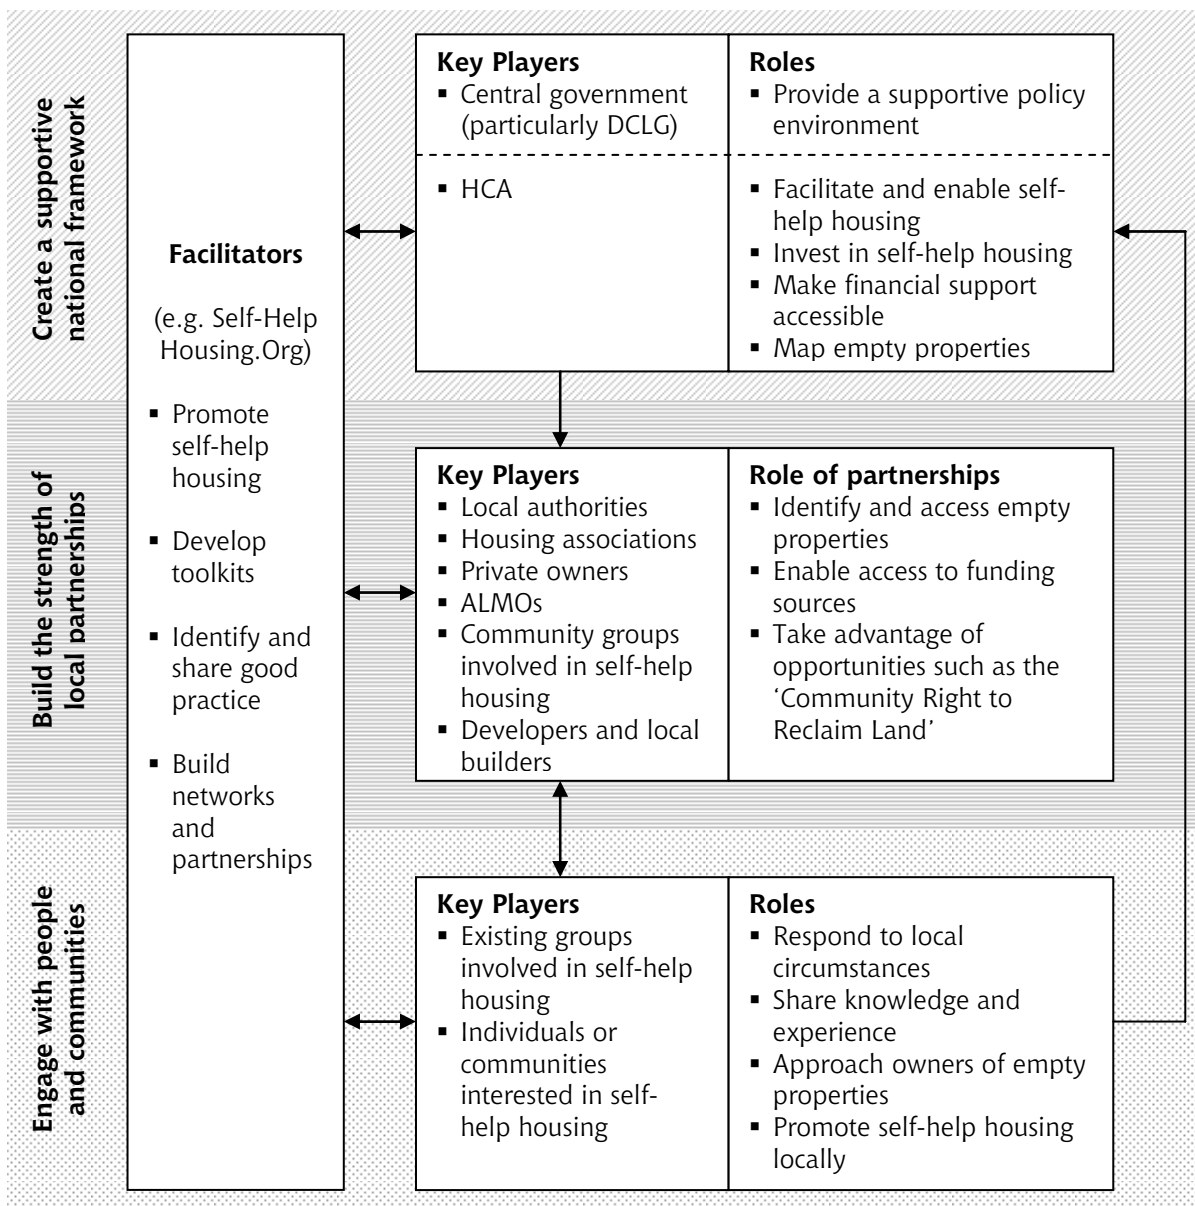 Create a supportive
national framework
Build the strength of
local partnerships
Engage with people
and communities
Facilitators
(e.g. Self-Help
Housing.Org)
▪ Promote
self-help
housing
▪ Develop
toolkits
▪ Identify and
share good
practice
▪ Build
networks
and
partnerships
Key Players
▪ Central government
(particularly DCLG)
▪ HCA
Roles
▪ Provide a supportive policy
environment
▪ Facilitate and enable self-
help housing
▪ Invest in self-help housing
▪ Make financial support
accessible
▪ Map empty properties
Key Players
▪ Local authorities
▪ Housing associations
▪ Private owners
▪ ALMOs
▪ Community groups
involved in self-help
housing
▪ Developers and local
builders
Role of partnerships
▪ Identify and access empty
properties
▪ Enable access to funding
sources
▪ Take advantage of
opportunities such as the
‘Community Right to
Reclaim Land’
Key Players
▪ Existing groups
involved in self-help
housing
▪ Individuals or
communities
interested in self-
help housing
Roles
▪ Respond to local
circumstances
▪ Share knowledge and
experience
▪ Approach owners of empty
properties
▪ Promote self-help housing
locally